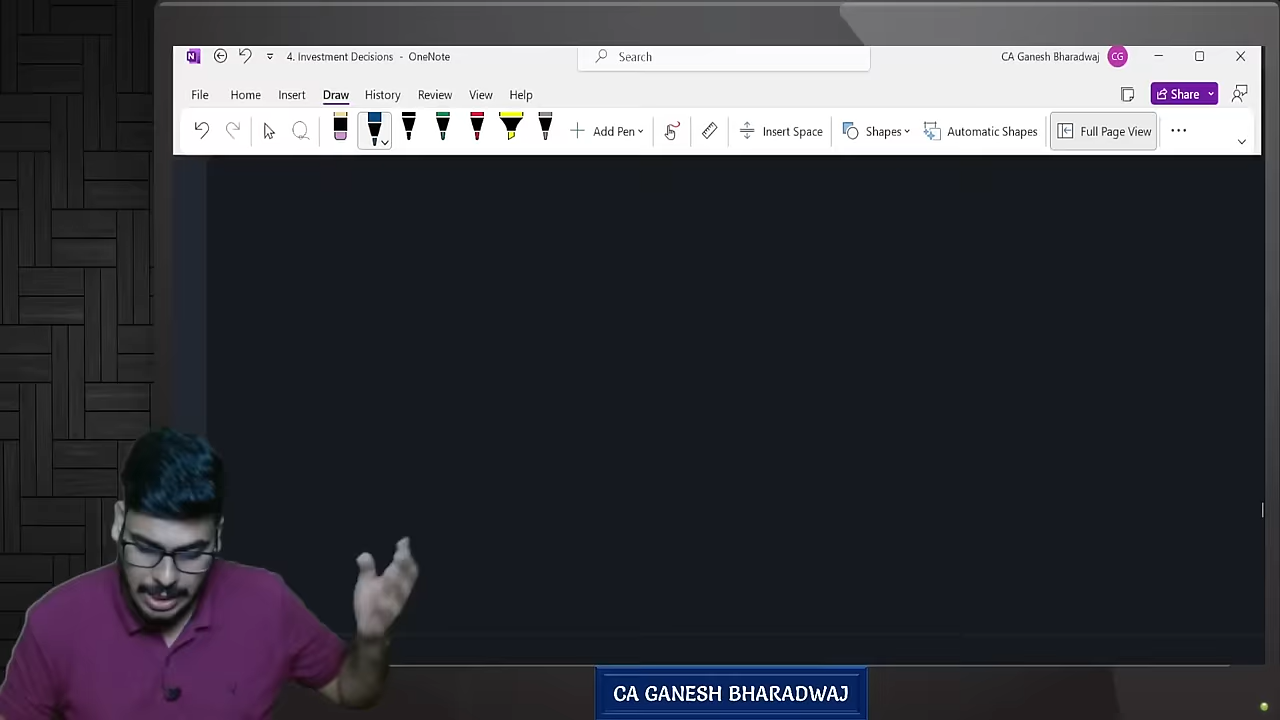 4. Investment Decisions - OneNote
Search
CA Ganesh Bharadwaj
CG
File
Home
Insert
Draw
History
Review
View
Help
Share
Add Pen
Insert Space
Shapes
Automatic Shapes
Full Page View
CA GANESH BHARADWAJ